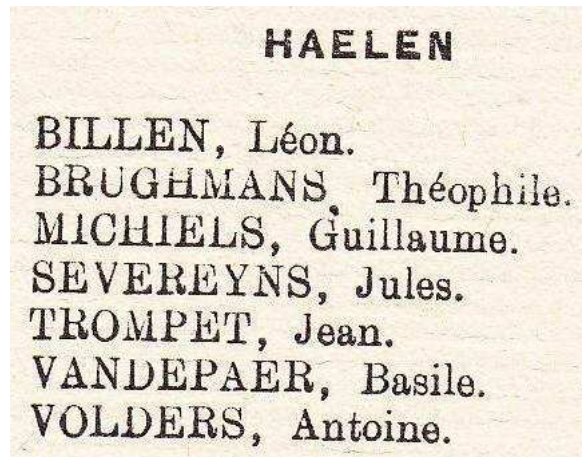 HAELEN
BILLEN, Léon.
BRUGHMANS, Théophile.
MICHIELS, Guillaume.
SEVEREYNS, Jules.
TROMPET, Jean.
VANDEPAER, Basile.
VOLDERS, Antoine.